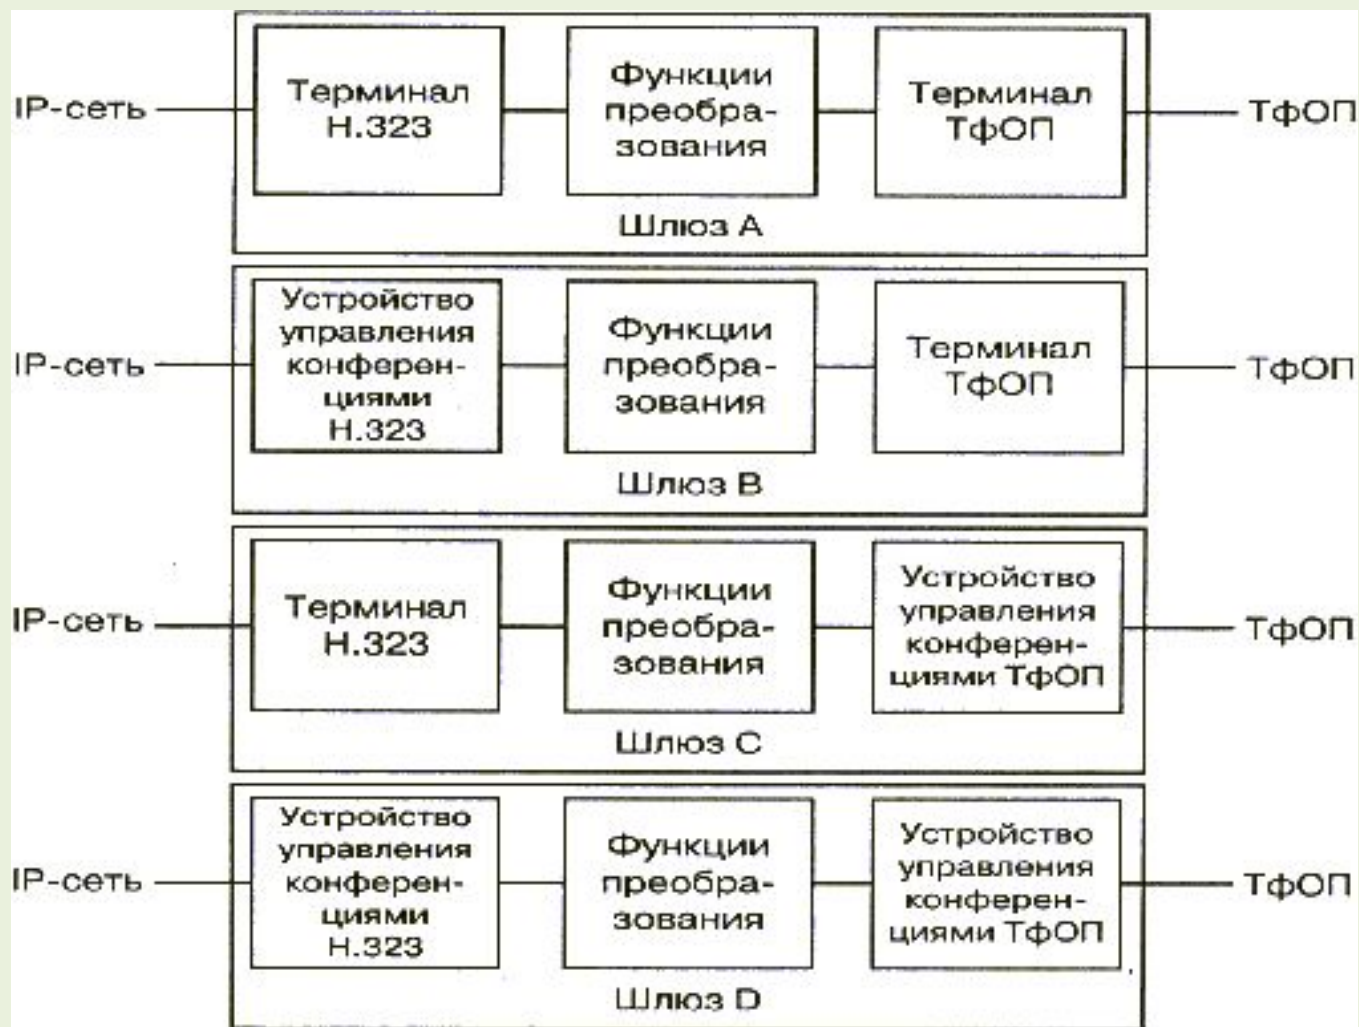 IP-сеть
Терминал
H.323
Функции
преобра-
зования
Терминал
ТфОП
ТфОП
Шлюз A
IP-сеть
Устройство
управления
конферен-
циями
H.323
Функции
преобра-
зования
Терминал
ТфОП
ТфОП
Шлюз B
IP-сеть
Терминал
H.323
Функции
преобра-
зования
Устройство
управления
конферен-
циями ТфОП
ТфОП
Шлюз C
IP-сеть
Устройство
управления
конферен-
циями
H.323
Функции
преобра-
зования
Устройство
управления
конферен-
циями ТфОП
ТфОП
Шлюз D